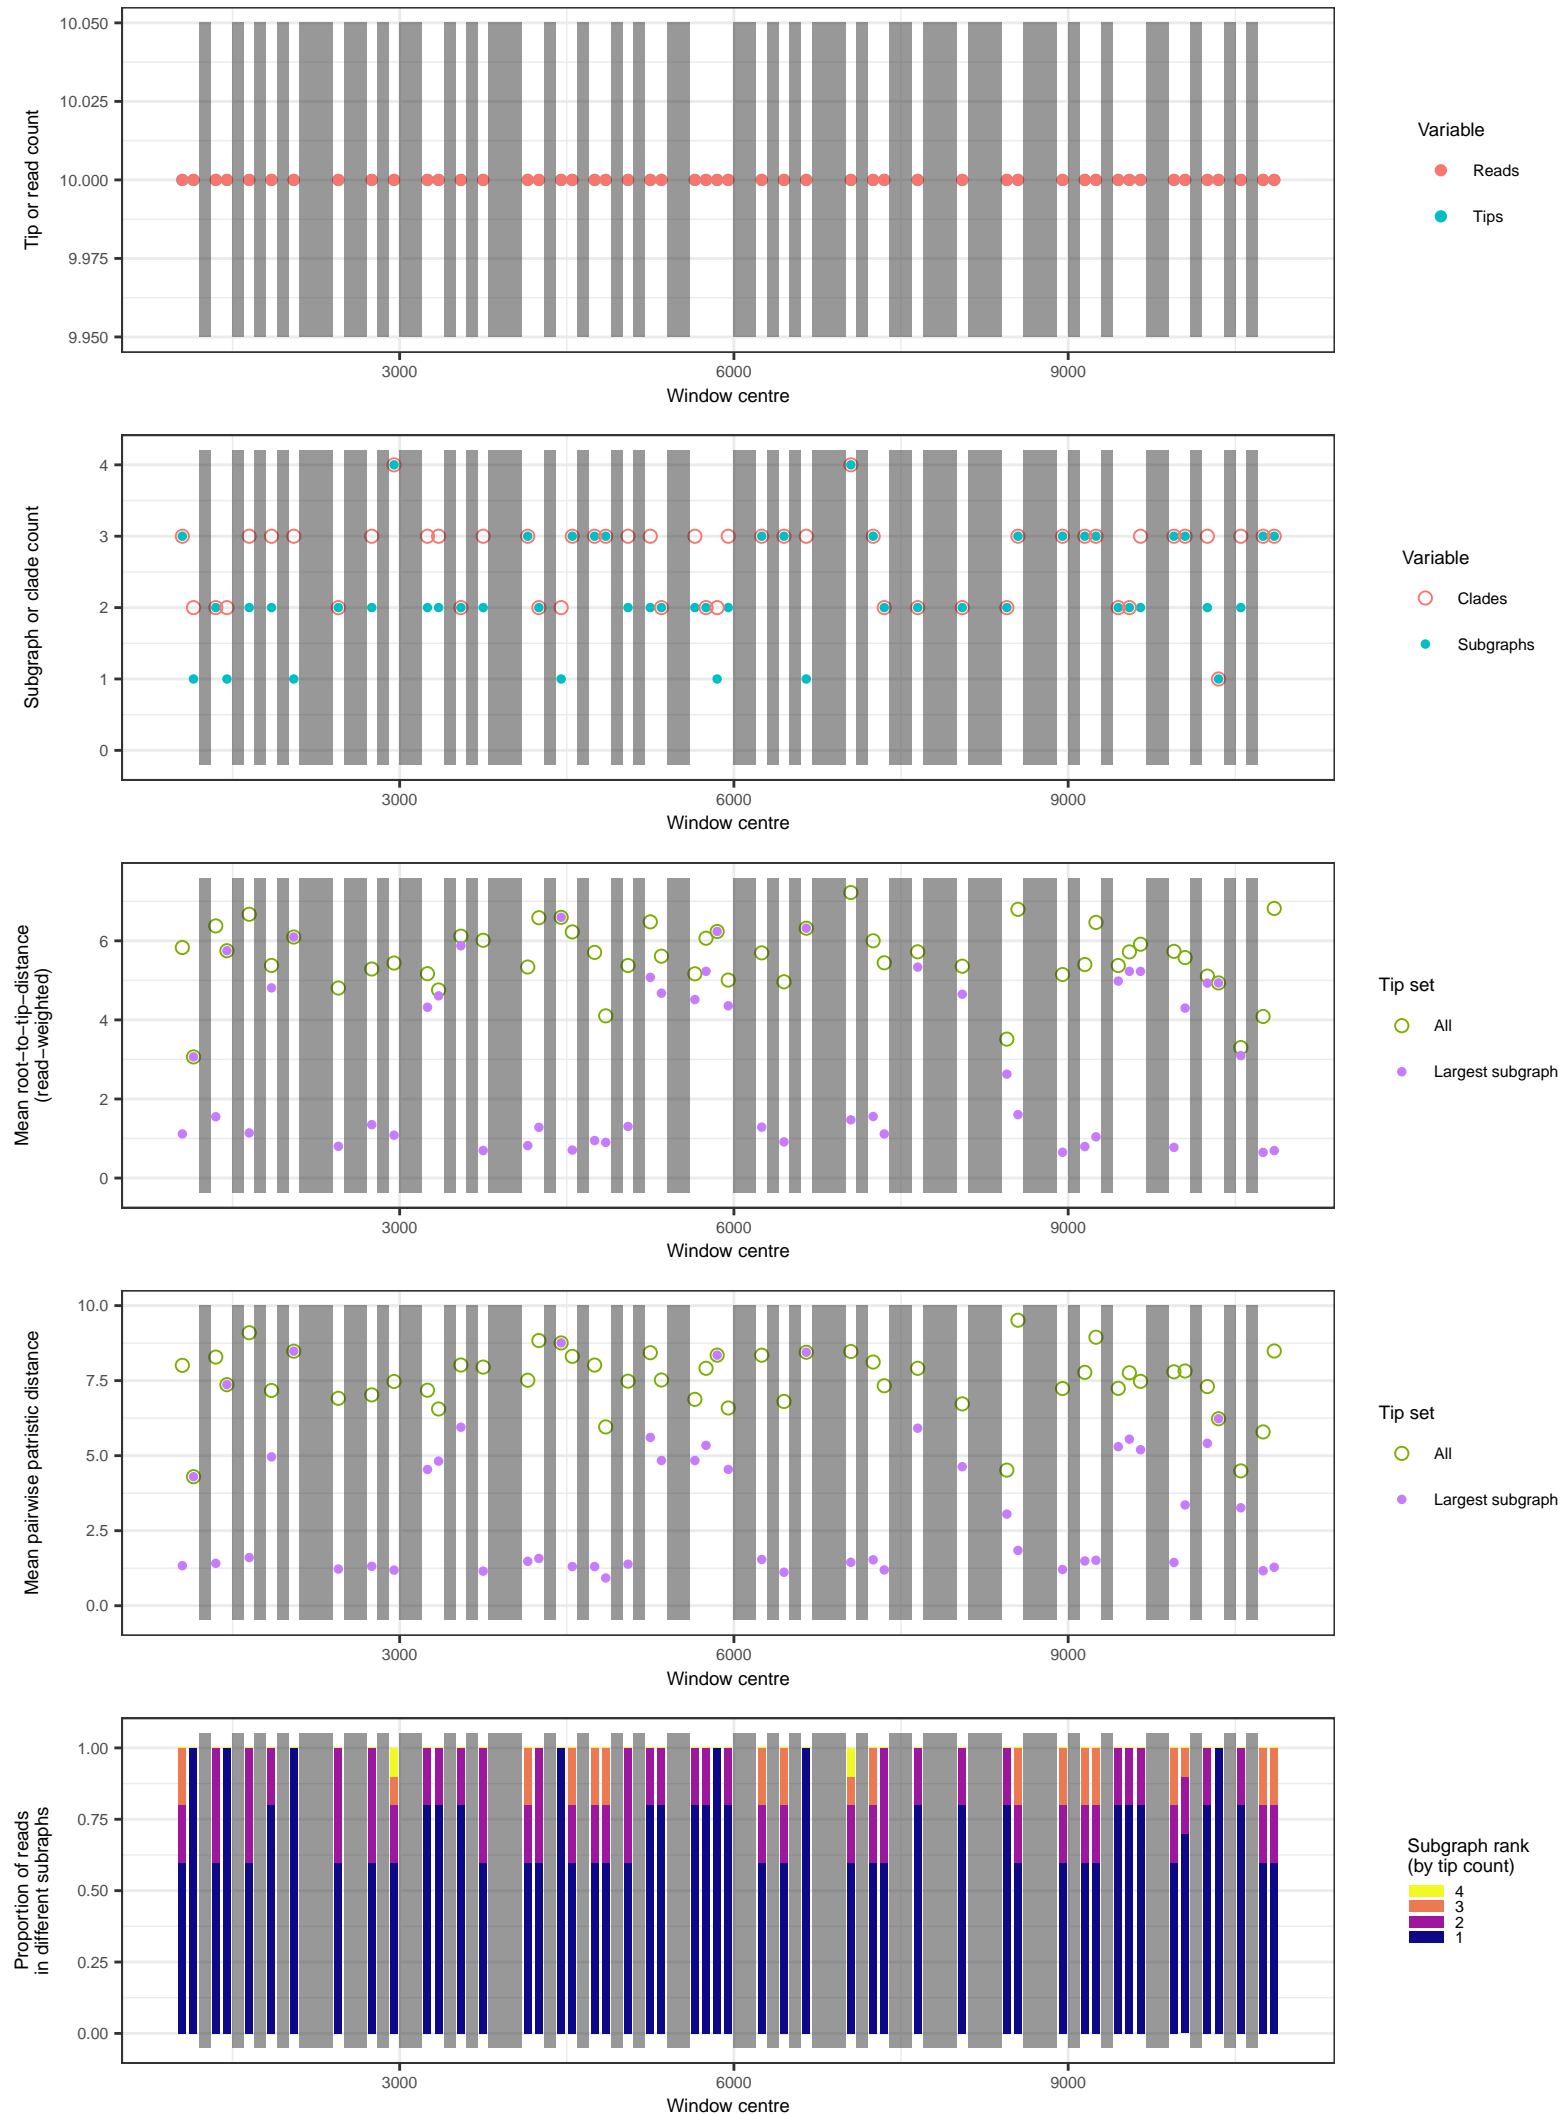 10.050
10.025
10.000
9.975
9.950
Tip or read count
3000
6000
9000
Window centre
Variable
Reads
Tips
4
3
2
1
0
Subgraph or clade count
3000
6000
9000
Window centre
Variable
Clades
Subgraphs
6
4
2
0
Mean root−to−tip−distance
(read−weighted)
3000
6000
9000
Window centre
Tip set
All
Largest subgraph
10.0
7.5
5.0
2.5
0.0
Mean pairwise patristic distance
3000
6000
9000
Window centre
Tip set
All
Largest subgraph
1.00
0.75
0.50
0.25
0.00
Proportion of reads
in different subraphs
3000
6000
9000
Window centre
Subgraph rank
(by tip count)
4
3
2
1